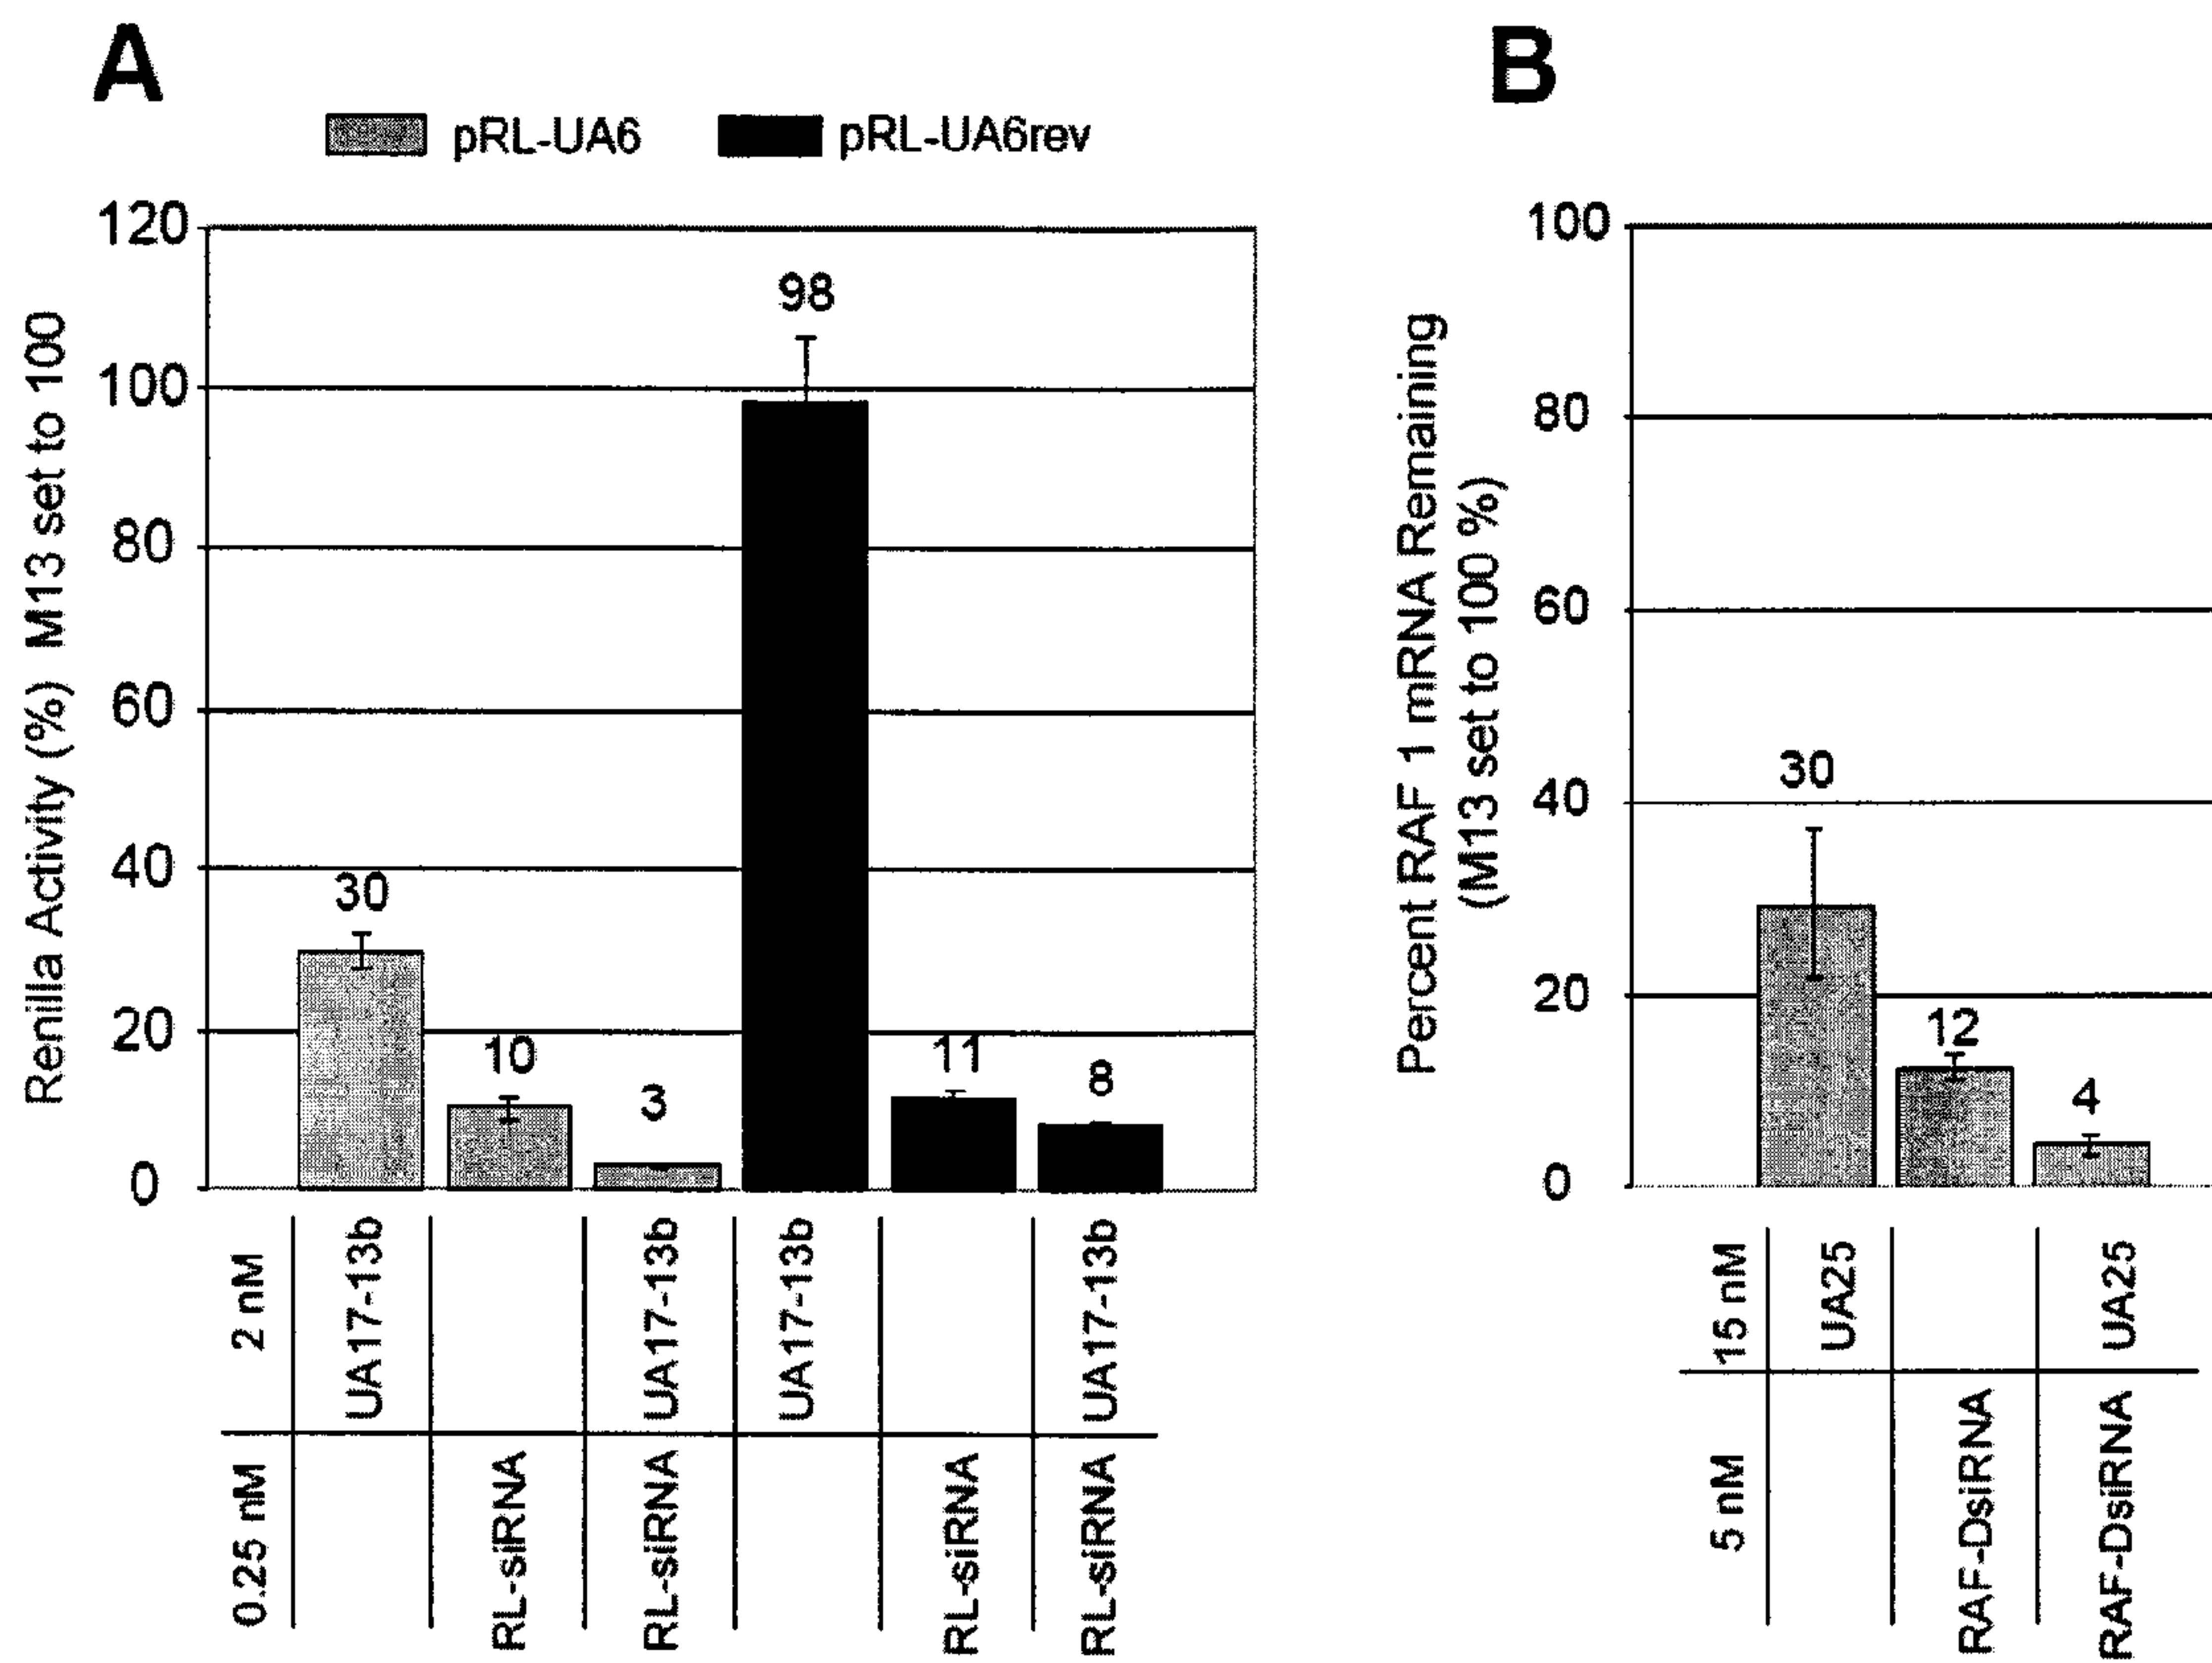 A
pRL-UA6 pRL-UA6rev
Renilla Activity (%) M13 set to 100
120
100
80
60
40
20
0
30
10
3
98
11
8
2 nM UA17-13b UA17-13b UA17-13b UA17-13b
0.25 nM RL-siRNA RL-siRNA RL-siRNA RL-siRNA
B
Percent RAF 1 mRNA Remaining
(M13 set to 100 %)
100
80
60
40
20
0
30
12
4
15 nM UA25 UA25
5 nM RAF-DsiRNA RAF-DsiRNA